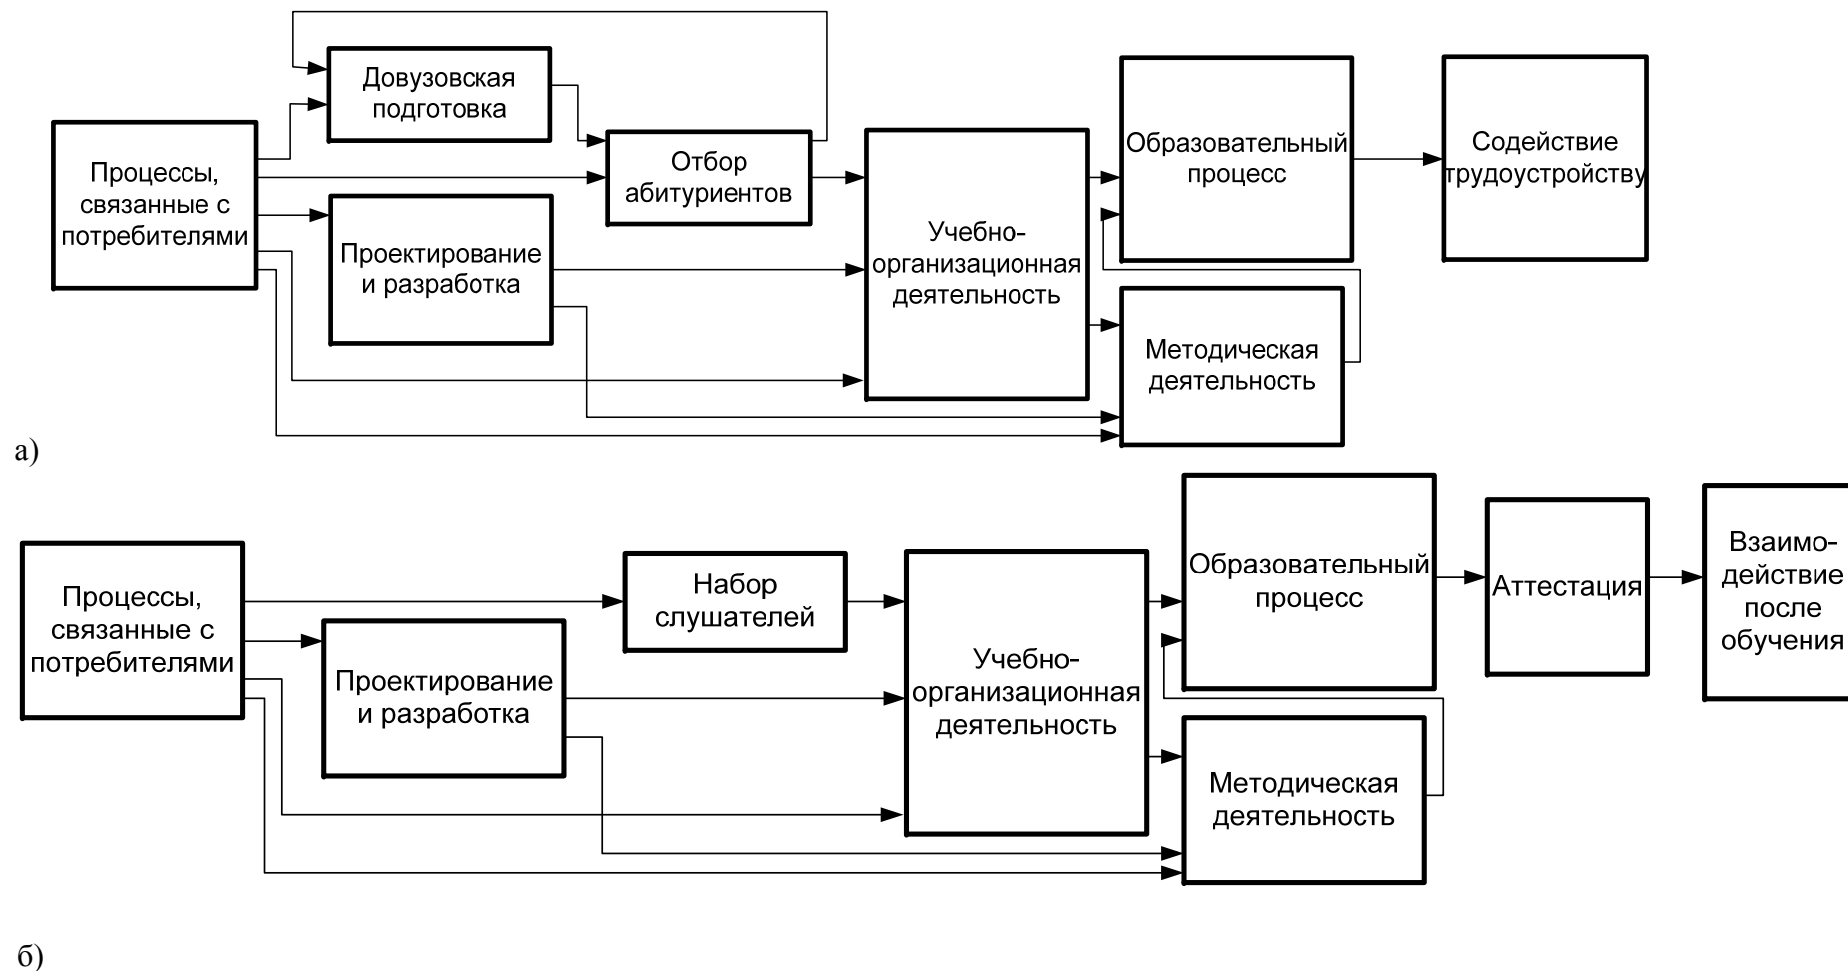 Довузовская
подготовка
Процессы,
связанные с
потребителями
Отбор
абитуриентов
Проектирование
и разработка
Учебно-
организационная
деятельность
Образовательный
процесс
Содействие
трудоустройству
Методическая
деятельность
а)
Процессы,
связанные с
потребителями
Набор
слушателей
Проектирование
и разработка
Учебно-
организационная
деятельность
Образовательный
процесс
Методическая
деятельность
Аттестация
Взаимо-
действие
после
обучения
б)